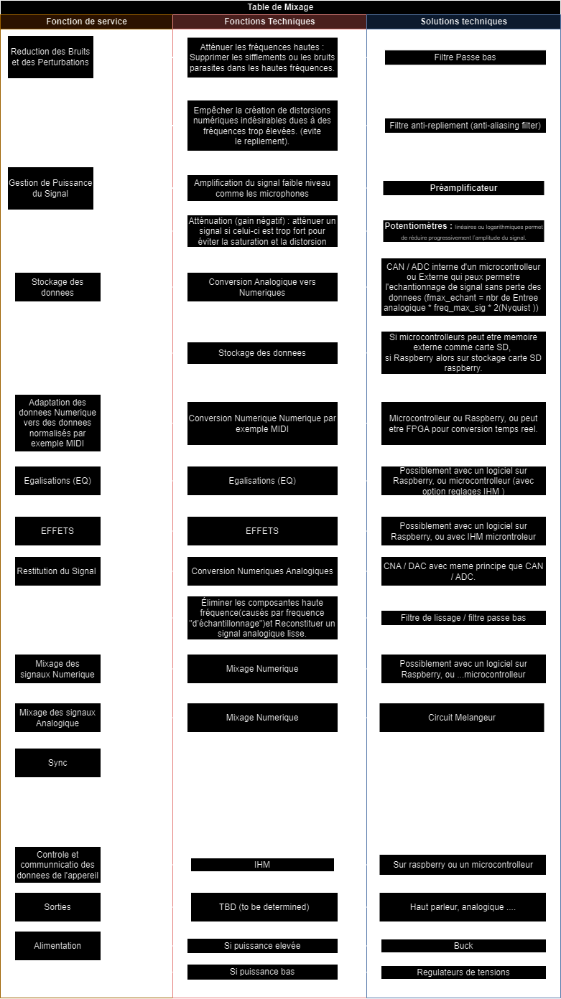 Table de Mixage
Fonction de service
Fonctions Techniques
Solutions techniques
Reduction des Bruits
et des Perturbations
Atténuer les fréquences hautes :
Supprimer les sifflements ou les bruits
parasites dans les hautes fréquences.
Filtre Passe bas
Empêcher la création de distorsions
numériques indésirables dues à des
fréquences trop élevées. (evite
le repliement).
Filtre anti-repliement (anti-aliasing filter)
Gestion de Puissance
du Signal
Amplification du signal faible niveau
comme les microphones
Préamplificateur
Atténuation (gain négatif) : atténuer un
signal si celui-ci est trop fort pour
éviter la saturation et la distorsion
Potentiomètres : linéaires ou logarithmiques permet
de réduire progressivement l'amplitude du signal.
Stockage des
donnees
Conversion Analogique vers
Numeriques
CAN / ADC interne d'un microcontrolleur
ou Externe qui peux permetre
l'echantionnage de signal sans perte des
donnees (fmax_echant = nbr de Entree
analogique * freq_max_sig * 2(Nyquist ))
Stockage des donnees
Si microcontrolleurs peut etre memoire
externe comme carte SD,
si Raspberry alors sur stockage carte SD
raspberry.
Adaptation des
donnees Numerique
vers des donnees
normalisés par
exemple MIDI
Conversion Numerique Numerique par
exemple MIDI
Microcontrolleur ou Raspberry, ou peut
etre FPGA pour conversion temps reel.
Egalisations (EQ)
Egalisations (EQ)
Possiblement avec un logiciel sur
Raspberry, ou microntrolleur (avec
option reglages IHM )
EFFETS
EFFETS
Possiblement avec un logiciel sur
Raspberry, ou avec IHM microntroleur
Restitution du Signal
Conversion Numeriques Analogiques
CNA / DAC avec meme principe que CAN
/ ADC.
Éliminer les composantes haute
fréquence(causés par frequence
"d'échantillonnage")et Reconstituer un
signal analogique lisse.
Filtre de lissage / filtre passe bas
Mixage des
signaux Numerique
Mixage Numerique
Possiblement avec un logiciel sur
Raspberry, ou ...microcontrolleur
Mixage des signaux
Analogique
Mixage Numerique
Circuit Melangeur
Sync
Controle et
communnicatio des
donnees de l'appereil
IHM
Sur raspberry ou un microcontrolleur
Sorties
TBD (to be determined)
Haut parleur, analogique ....
Alimentation
Si puissance elevée
Buck
Si puissance bas
Regulateurs de tensions